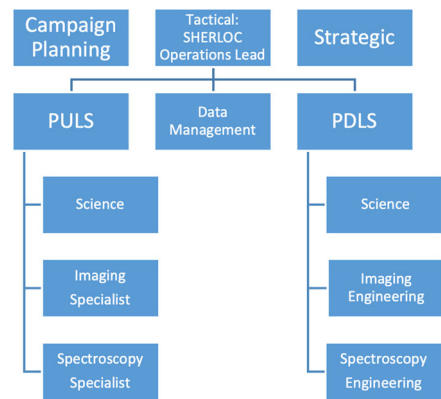 Campaign
Planning
Tactical:
SHERLOC
Operations Lead
Strategic
PULS
Data
Management
PDLS
Science
Science
Imaging
Specialist
Imaging
Engineering
Spectroscopy
Specialist
Spectroscopy
Engineering